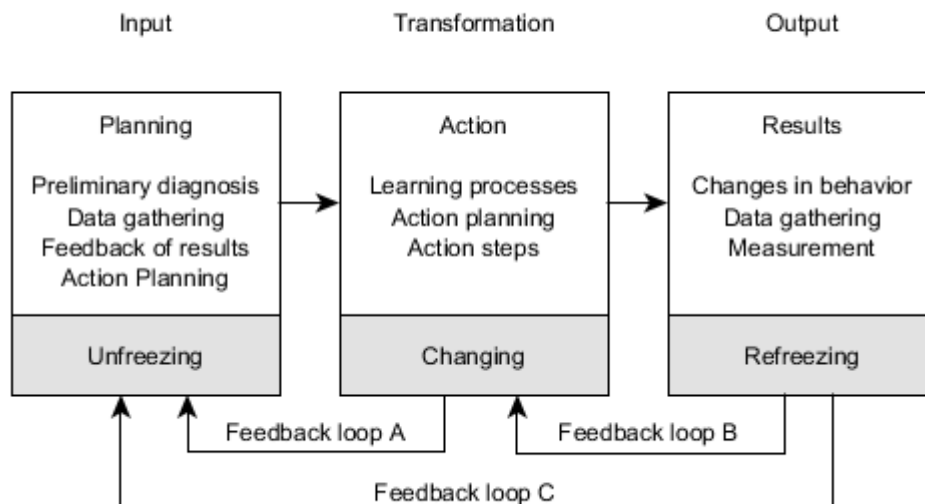 Input
Transformation
Output
Planning
Preliminary diagnosis
Data gathering
Feedback of results
Action Planning
Unfreezing
Action
Learning processes
Action planning
Action steps
Changing
Results
Changes in behavior
Data gathering
Measurement
Refreezing
Feedback loop A
Feedback loop B
Feedback loop C